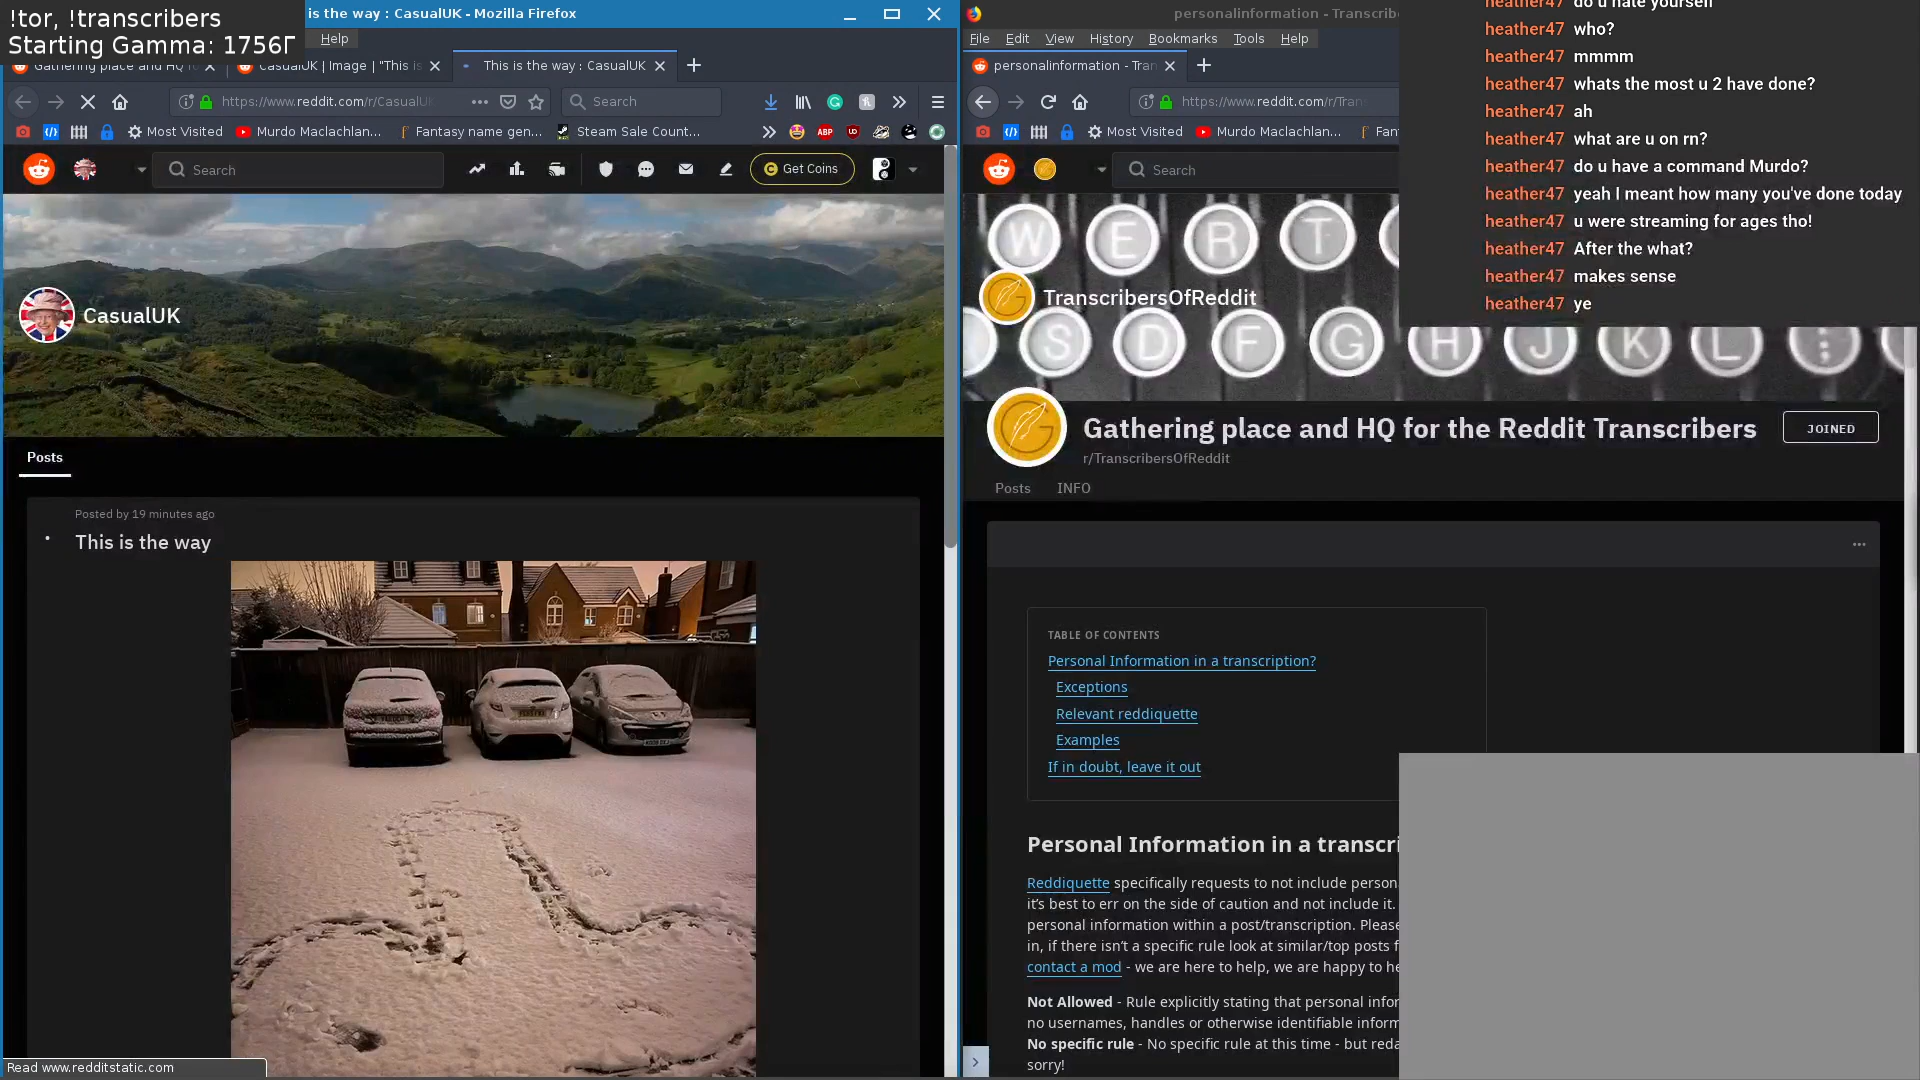 !tor, !transcribers
Starting Gamma: 1756Γ
is the way : CasualUK - Mozilla Firefox
Help
Gathering place and HQ
CasualUK | Image | "This is
This is the way : CasualUK
https://www.reddit.com/r/CasualUK
Search
Most Visited
Murdo Maclachlan...
Fantasy name gen...
Steam Sale Count...
ABP
Search
Get Coins
CasualUK
Posts
Posted by 19 minutes ago
This is the way
Read www.redditstatic.com
personalinformation - Transcribe
File Edit View History Bookmarks Tools Help
personalinformation - Tran
https://www.reddit.com/r/Tran
Most Visited
Murdo Maclachlan...
Fan
Search
W E R T
TranscribersOfReddit
S D F G H J K L ;
Gathering place and HQ for the Reddit Transcribers
r/TranscribersOfReddit
JOINED
Posts
INFO
TABLE OF CONTENTS
Personal Information in a transcription?
Exceptions
Relevant reddiquette
Examples
If in doubt, leave it out
Personal Information in a transcri
Reddiquette specifically requests to not include person
it's best to err on the side of caution and not include it.
personal information within a post/transcription. Please
in, if there isn't a specific rule look at similar/top posts f
contact a mod - we are here to help, we are happy to he
Not Allowed - Rule explicitly stating that personal infor
no usernames, handles or otherwise identifiable inform
No specific rule - No specific rule at this time - but reda
sorry!
heather47 do u hate yourself
heather47 who?
heather47 mmmm
heather47 whats the most u 2 have done?
heather47 ah
heather47 what are u on rn?
heather47 do u have a command Murdo?
heather47 yeah I meant how many you've done today
heather47 u were streaming for ages tho!
heather47 After the what?
heather47 makes sense
heather47 ye